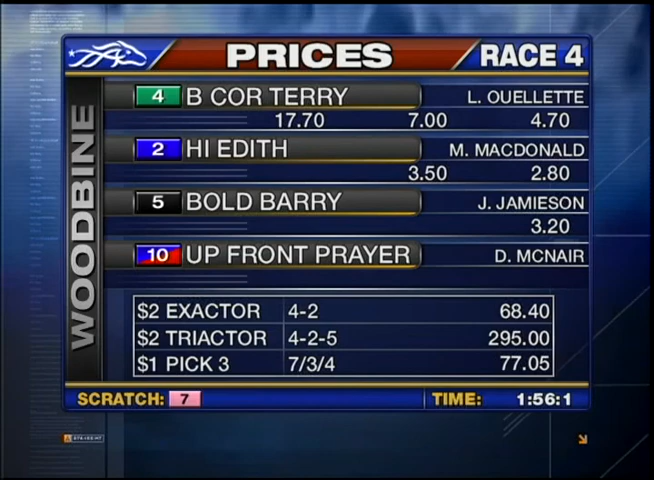 PRICES RACE 4
WOODBINE
4 B COR TERRY L. OUELLETTE
17.70 7.00 4.70
2 HI EDITH M. MACDONALD
3.50 2.80
5 BOLD BARRY J. JAMIESON
3.20
10 UP FRONT PRAYER D. MCNAIR
$2 EXACTOR 4-2 68.40
$2 TRIACTOR 4-2-5 295.00
$1 PICK 3 7/3/4 77.05
SCRATCH: 7 TIME: 1:56:1